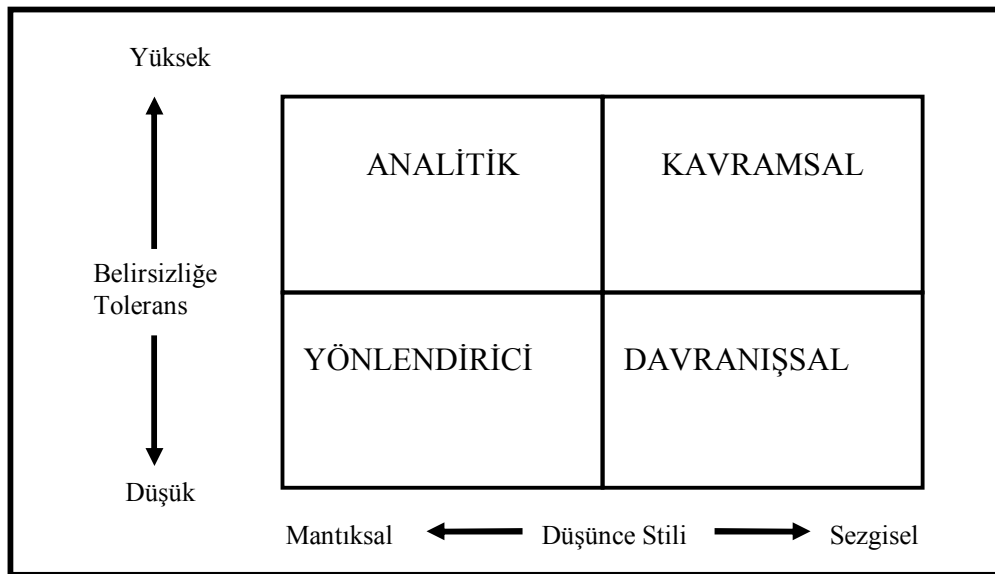 Yüksek
ANALİTİK
KAVRAMSAL
Belirsizliğe
Tolerans
YÖNLENDİRİCİ
DAVRANIŞSAL
Düşük
Mantıksal
Düşünce Stili
Sezgisel